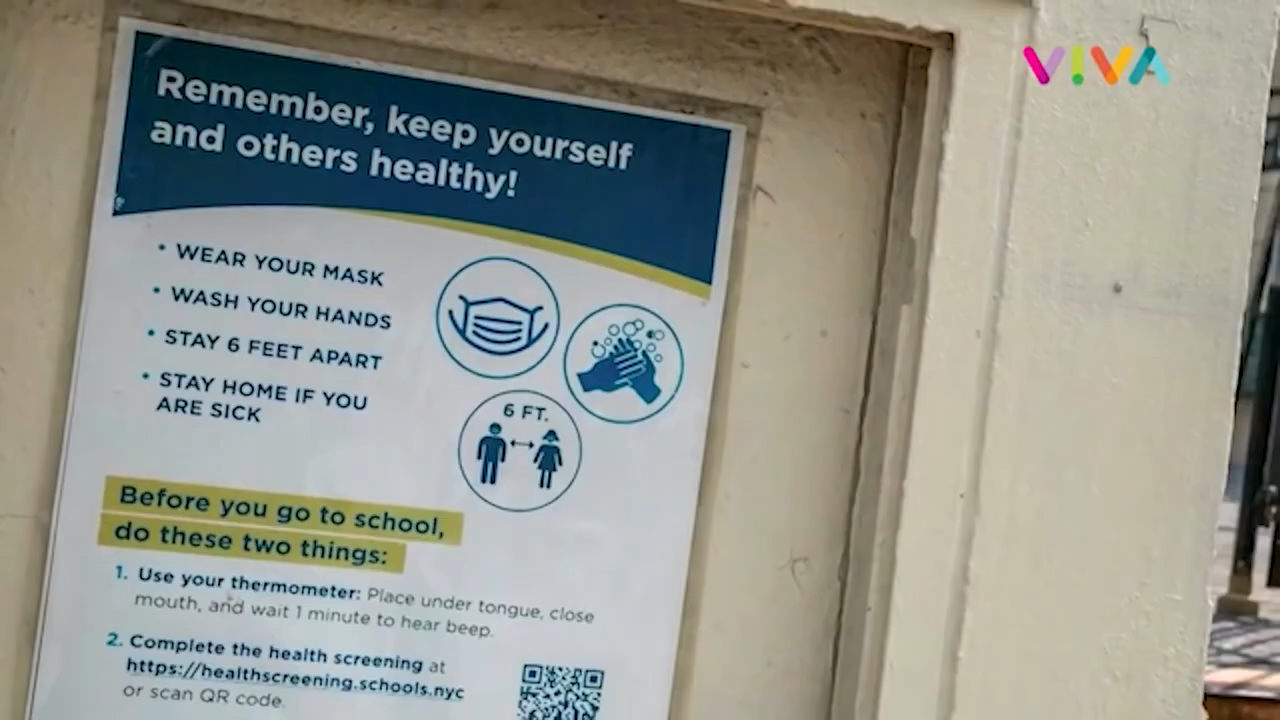 VIVA
Remember, keep yourself
and others healthy!
• WEAR YOUR MASK
• WASH YOUR HANDS
• STAY 6 FEET APART
• STAY HOME IF YOU
ARE SICK
6 FT.
Before you go to school,
do these two things:
1. Use your thermometer: Place under tongue, close
mouth, and wait 1 minute to hear beep.
2. Complete the health screening at
https://healthscreening.schools.nyc
or scan QR code.